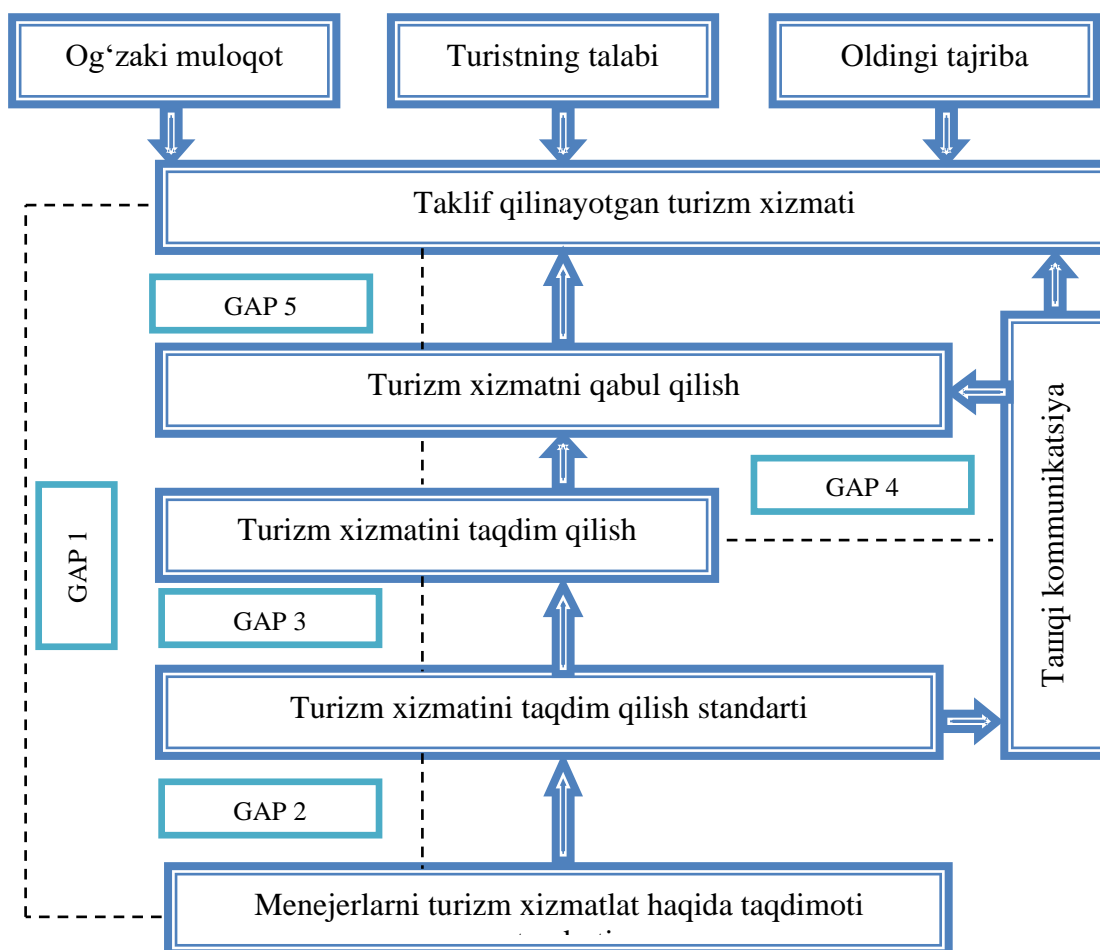 Og‘zaki muloqot
Turistning talabi
Oldingi tajriba
Taklif qilinayotgan turizm xizmati
GAP 5
Turizm xizmatni qabul qilish
GAP 4
Turizm xizmatini taqdim qilish
GAP 1
Taшqi kommunikatsiya
GAP 3
Turizm xizmatini taqdim qilish standarti
GAP 2
Menejerlarni turizm xizmatlat haqida taqdimoti